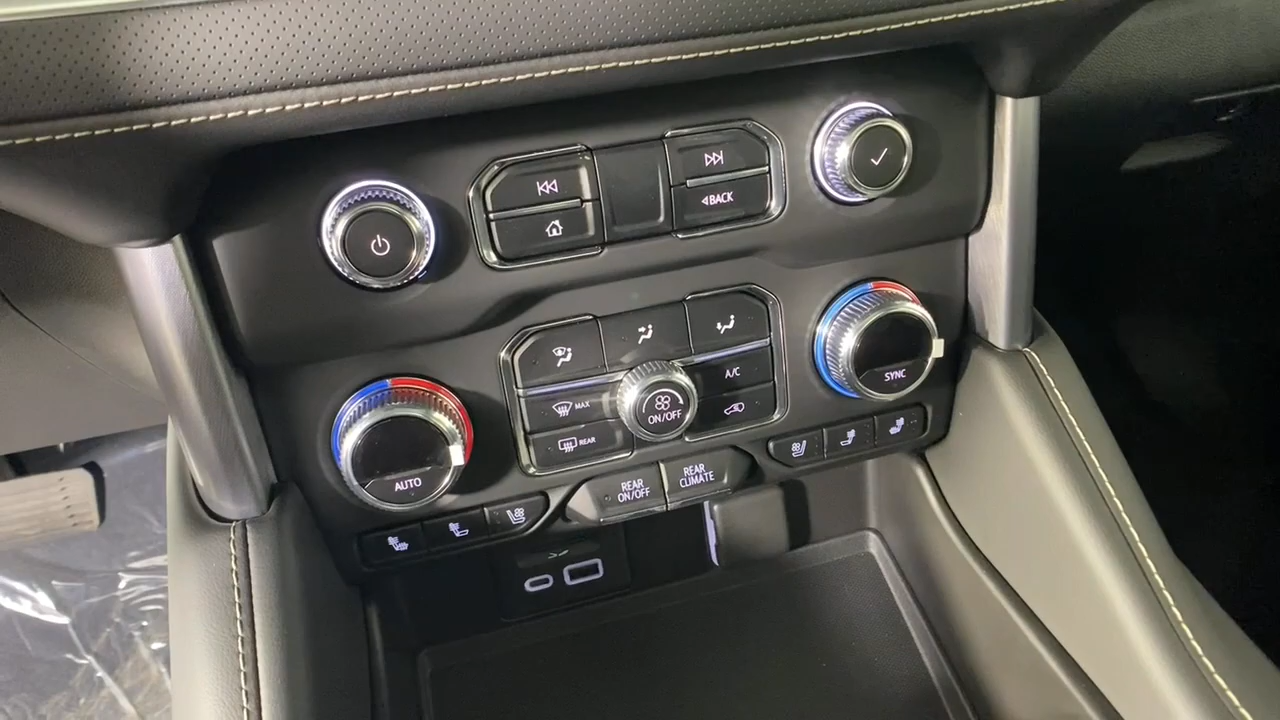 BACK
A/C
MAX
ON/OFF
SYNC
REAR
AUTO
REAR
ON/OFF
REAR
CLIMATE